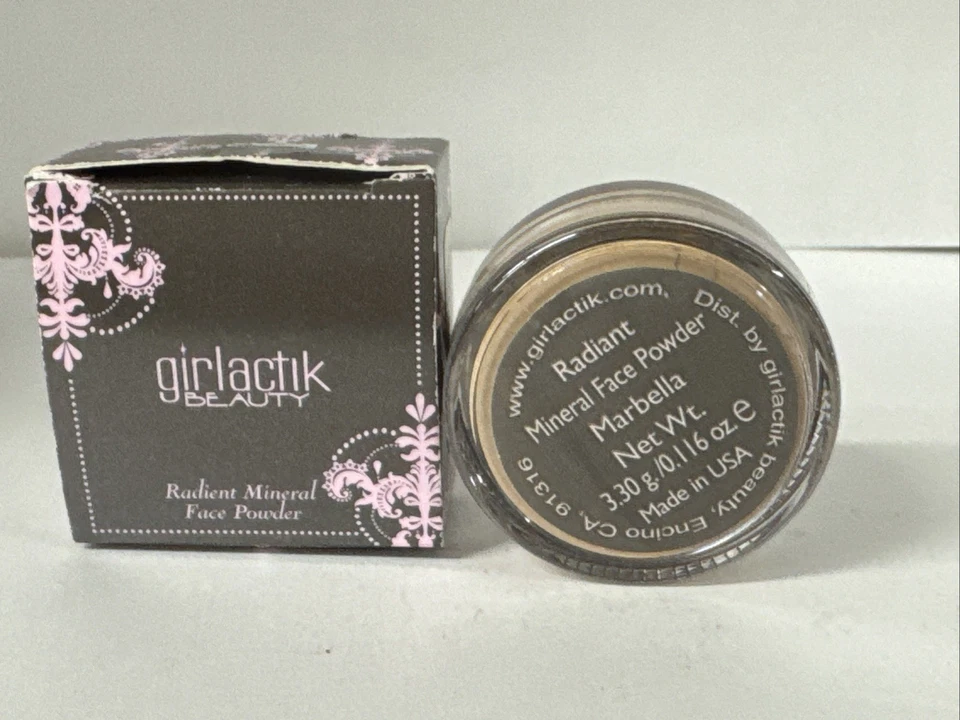 girlactik
BEAUTY
Radient Mineral
Face Powder
www.girlactik.com, Dist. by girlactik beauty, Encino CA, 91316
Radiant
Mineral Face Powder
Marbella
Net Wt.
3.30 g./0.116 oz. e
Made in USA